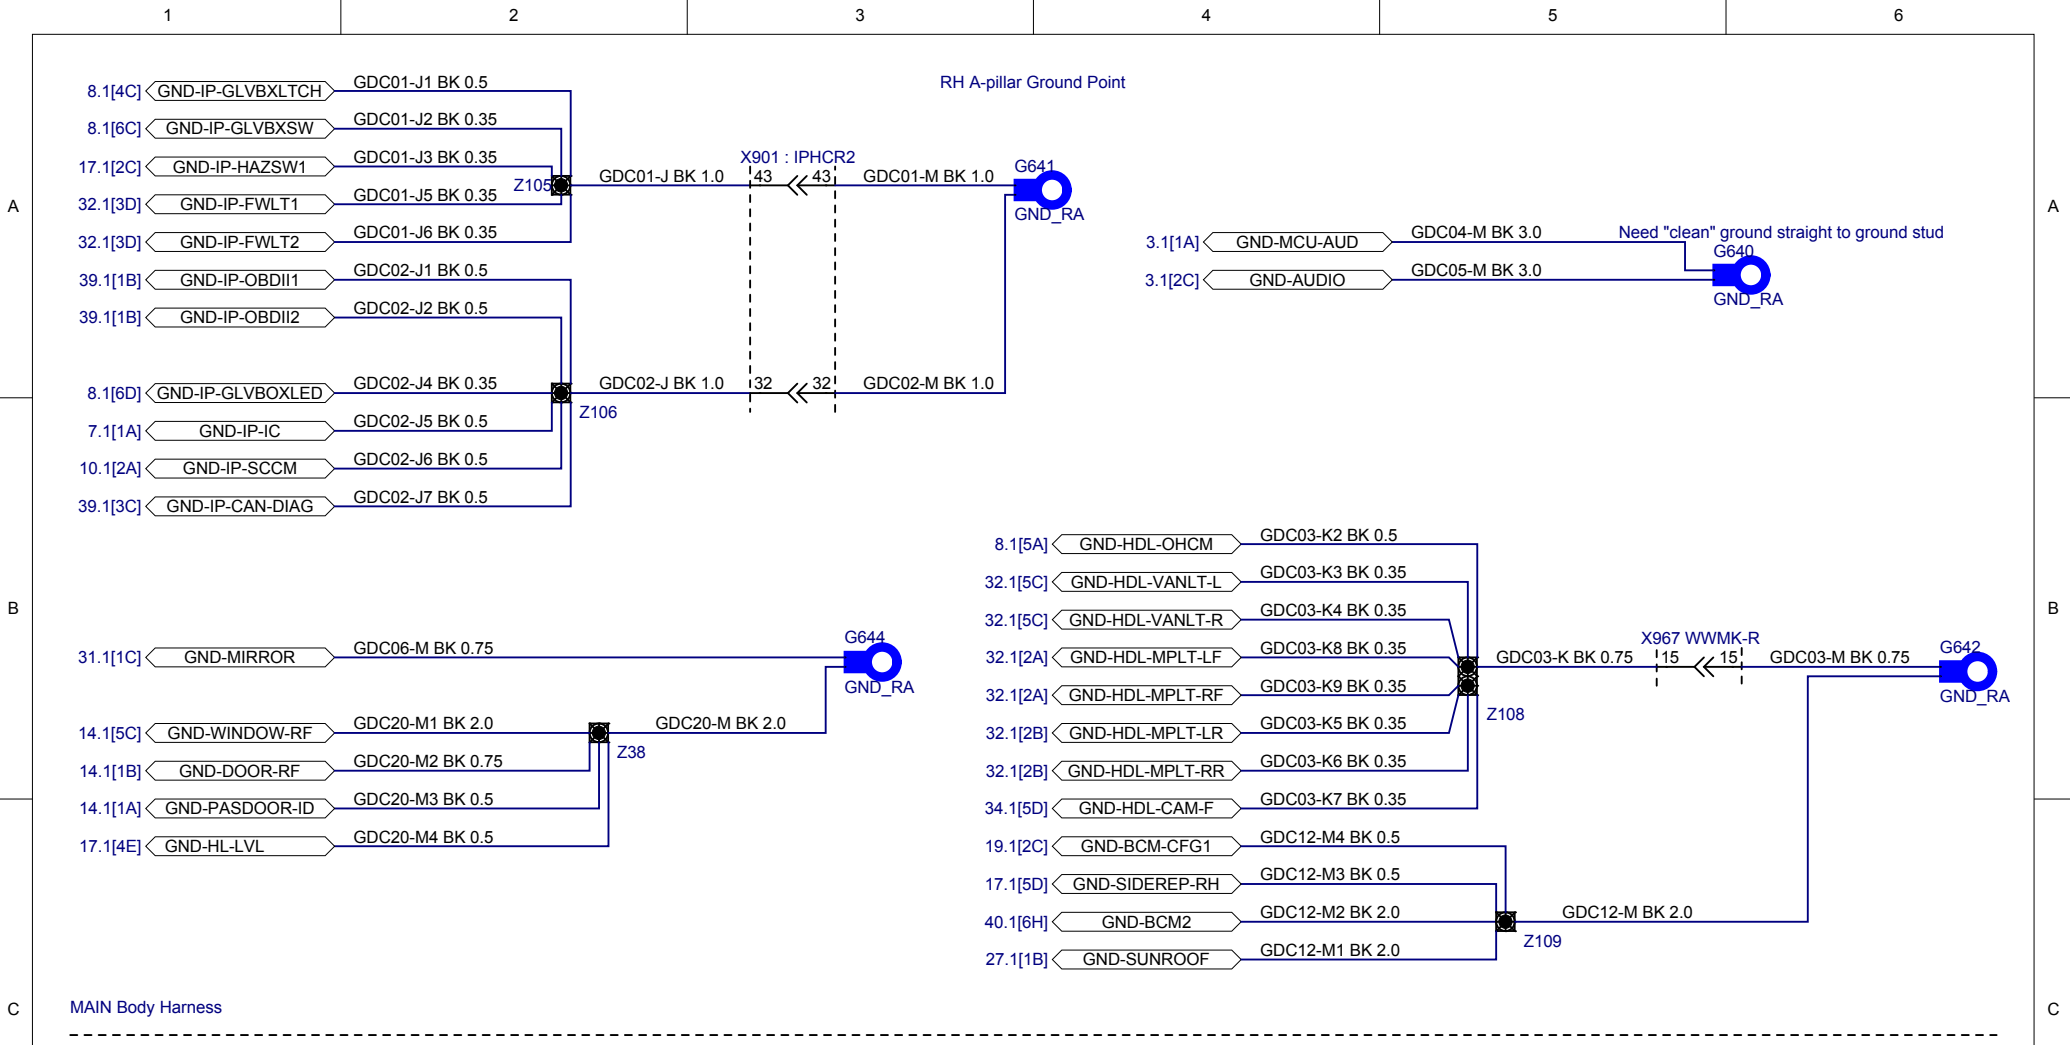 1 2 3 4 5 6
RH A-pillar Ground Point
8.1[4C] GND-IP-GLVBXLTCH GDC01-J1 BK 0.5
8.1[6C] GND-IP-GLVBXSW GDC01-J2 BK 0.35
17.1[2C] GND-IP-HAZSW1 GDC01-J3 BK 0.35
32.1[3D] GND-IP-FWLT1 GDC01-J5 BK 0.35
32.1[3D] GND-IP-FWLT2 GDC01-J6 BK 0.35
Z105
GDC01-J BK 1.0
X901 : IPHCR2
43 43
GDC01-M BK 1.0
G641
GND_RA
A
A
39.1[1B] GND-IP-OBDII1 GDC02-J1 BK 0.5
39.1[1B] GND-IP-OBDII2 GDC02-J2 BK 0.5
8.1[6D] GND-IP-GLVBOXLED GDC02-J4 BK 0.35
7.1[1A] GND-IP-IC GDC02-J5 BK 0.5
10.1[2A] GND-IP-SCCM GDC02-J6 BK 0.5
39.1[3C] GND-IP-CAN-DIAG GDC02-J7 BK 0.5
Z106
GDC02-J BK 1.0
32 32
GDC02-M BK 1.0
3.1[1A] GND-MCU-AUD GDC04-M BK 3.0
Need "clean" ground straight to ground stud
3.1[2C] GND-AUDIO GDC05-M BK 3.0
G640
GND_RA
B
B
31.1[1C] GND-MIRROR GDC06-M BK 0.75
G644
GND_RA
14.1[5C] GND-WINDOW-RF GDC20-M1 BK 2.0
14.1[1B] GND-DOOR-RF GDC20-M2 BK 0.75
14.1[1A] GND-PASDOOR-ID GDC20-M3 BK 0.5
17.1[4E] GND-HL-LVL GDC20-M4 BK 0.5
Z38
GDC20-M BK 2.0
8.1[5A] GND-HDL-OHCM GDC03-K2 BK 0.5
32.1[5C] GND-HDL-VANLT-L GDC03-K3 BK 0.35
32.1[5C] GND-HDL-VANLT-R GDC03-K4 BK 0.35
32.1[2A] GND-HDL-MPLT-LF GDC03-K8 BK 0.35
32.1[2A] GND-HDL-MPLT-RF GDC03-K9 BK 0.35
32.1[2B] GND-HDL-MPLT-LR GDC03-K5 BK 0.35
32.1[2B] GND-HDL-MPLT-RR GDC03-K6 BK 0.35
34.1[5D] GND-HDL-CAM-F GDC03-K7 BK 0.35
Z108
GDC03-K BK 0.75
X967 WWMK-R
15 15
GDC03-M BK 0.75
G642
GND_RA
19.1[2C] GND-BCM-CFG1 GDC12-M4 BK 0.5
17.1[5D] GND-SIDEREP-RH GDC12-M3 BK 0.5
40.1[6H] GND-BCM2 GDC12-M2 BK 2.0
27.1[1B] GND-SUNROOF GDC12-M1 BK 2.0
Z109
GDC12-M BK 2.0
C
C
MAIN Body Harness